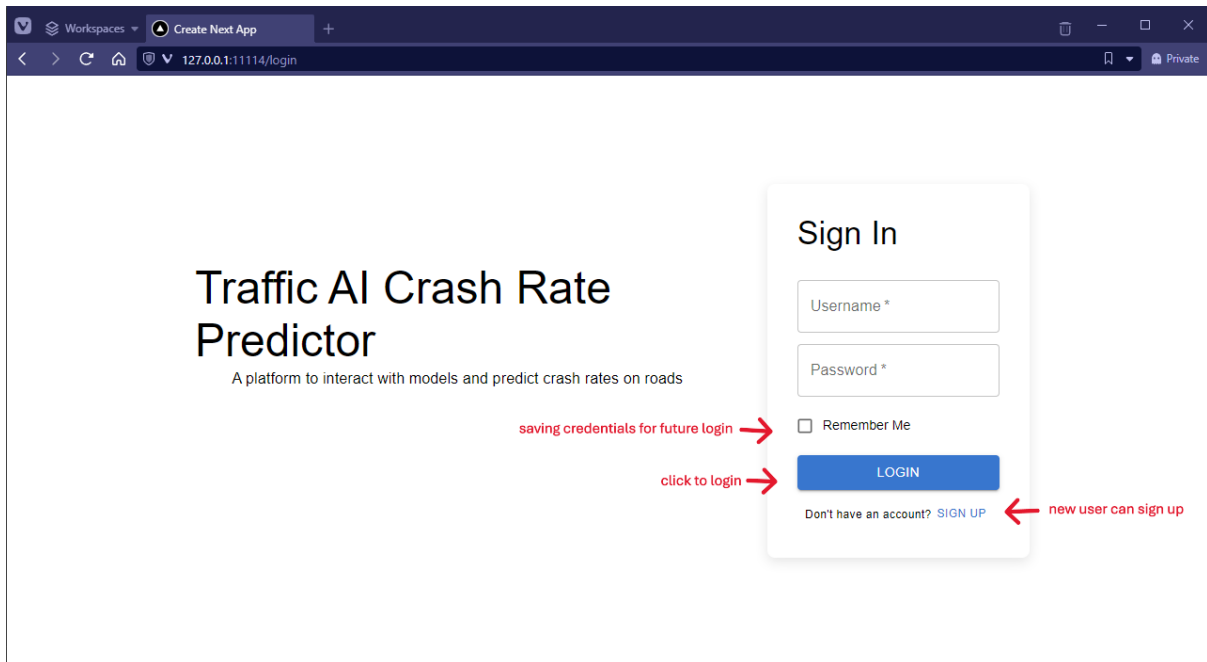 Workspaces
Create Next App
127.0.0.1:11114/login
Private
Sign In
Traffic AI Crash Rate
Predictor
A platform to interact with models and predict crash rates on roads
Username *
Password *
saving credentials for future login
Remember Me
click to login
LOGIN
Don't have an account? SIGN UP
new user can sign up